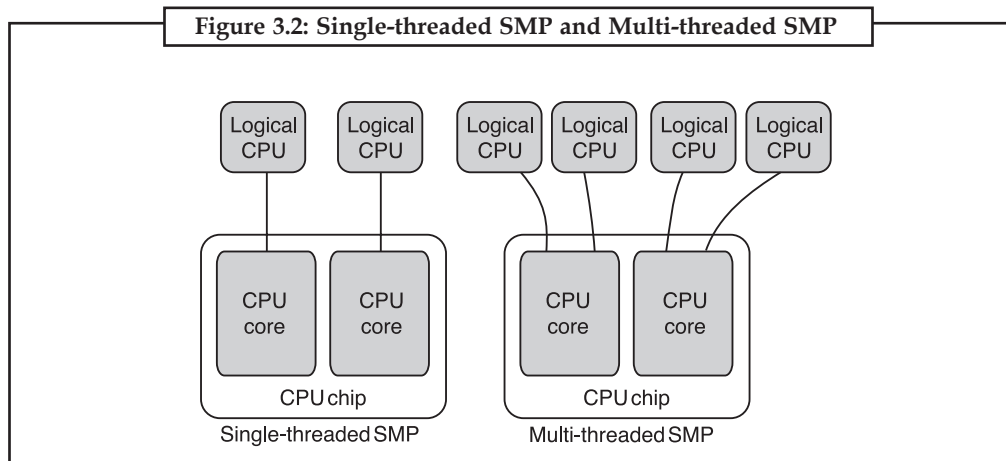 Figure 3.2: Single-threaded SMP and Multi-threaded SMP
Logical
CPU
Logical
CPU
Logical
CPU
Logical
CPU
Logical
CPU
Logical
CPU
CPU
core
CPU
core
CPU chip
Single-threaded SMP
CPU
core
CPU
core
CPU chip
Multi-threaded SMP